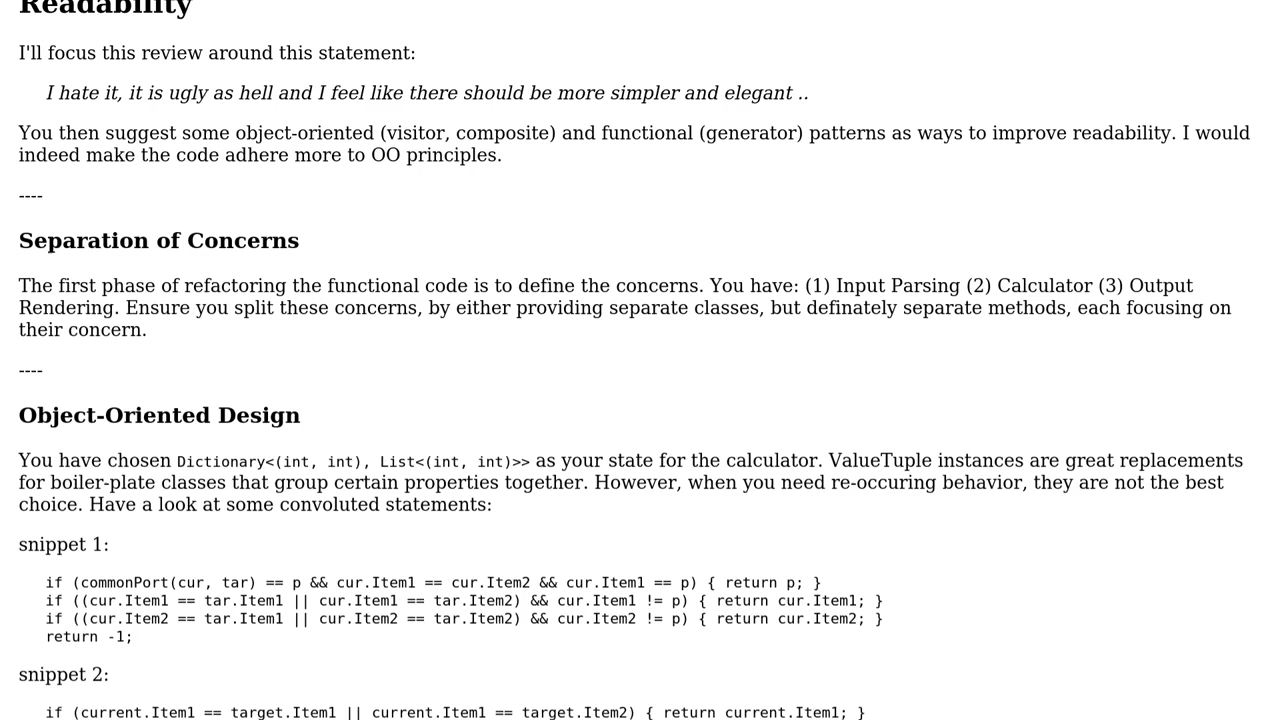 Readability
I'll focus this review around this statement:
I hate it, it is ugly as hell and I feel like there should be more simpler and elegant ..
You then suggest some object-oriented (visitor, composite) and functional (generator) patterns as ways to improve readability. I would
indeed make the code adhere more to OO principles.
----
Separation of Concerns
The first phase of refactoring the functional code is to define the concerns. You have: (1) Input Parsing (2) Calculator (3) Output
Rendering. Ensure you split these concerns, by either providing separate classes, but definately separate methods, each focusing on
their concern.
----
Object-Oriented Design
You have chosen Dictionary<(int, int), List<(int, int)>> as your state for the calculator. ValueTuple instances are great replacements
for boiler-plate classes that group certain properties together. However, when you need re-occuring behavior, they are not the best
choice. Have a look at some convoluted statements:
snippet 1:
if (commonPort(cur, tar) == p && cur.Item1 == cur.Item2 && cur.Item1 == p) { return p; }
if ((cur.Item1 == tar.Item1 || cur.Item1 == tar.Item2) && cur.Item1 != p) { return cur.Item1; }
if ((cur.Item2 == tar.Item1 || cur.Item2 == tar.Item2) && cur.Item2 != p) { return cur.Item2; }
return -1;
snippet 2:
if (current.Item1 == target.Item1 || current.Item1 == target.Item2) { return current.Item1; }